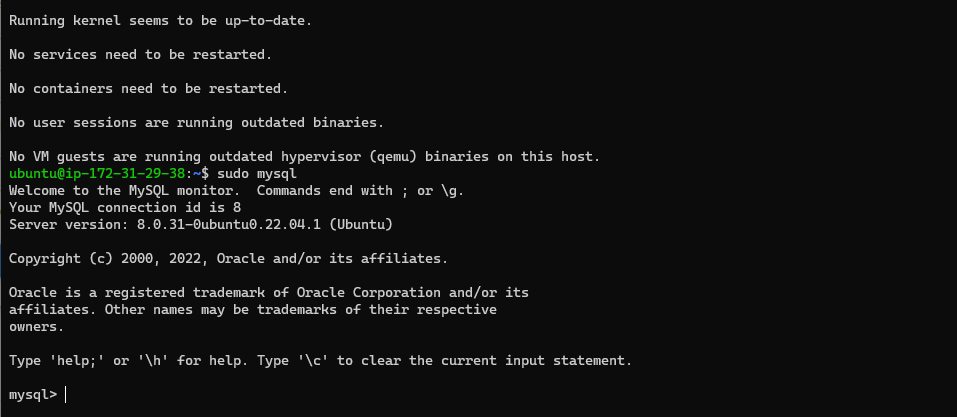 Running kernel seems to be up-to-date.
No services need to be restarted.
No containers need to be restarted.
No user sessions are running outdated binaries.
No VM guests are running outdated hypervisor (qemu) binaries on this host.
ubuntu@ip-172-31-29-38:~$ sudo mysql
Welcome to the MySQL monitor.  Commands end with ; or \g.
Your MySQL connection id is 8
Server version: 8.0.31-0ubuntu0.22.04.1 (Ubuntu)
Copyright (c) 2000, 2022, Oracle and/or its affiliates.
Oracle is a registered trademark of Oracle Corporation and/or its
affiliates. Other names may be trademarks of their respective
owners.
Type 'help;' or '\h' for help. Type '\c' to clear the current input statement.
mysql>